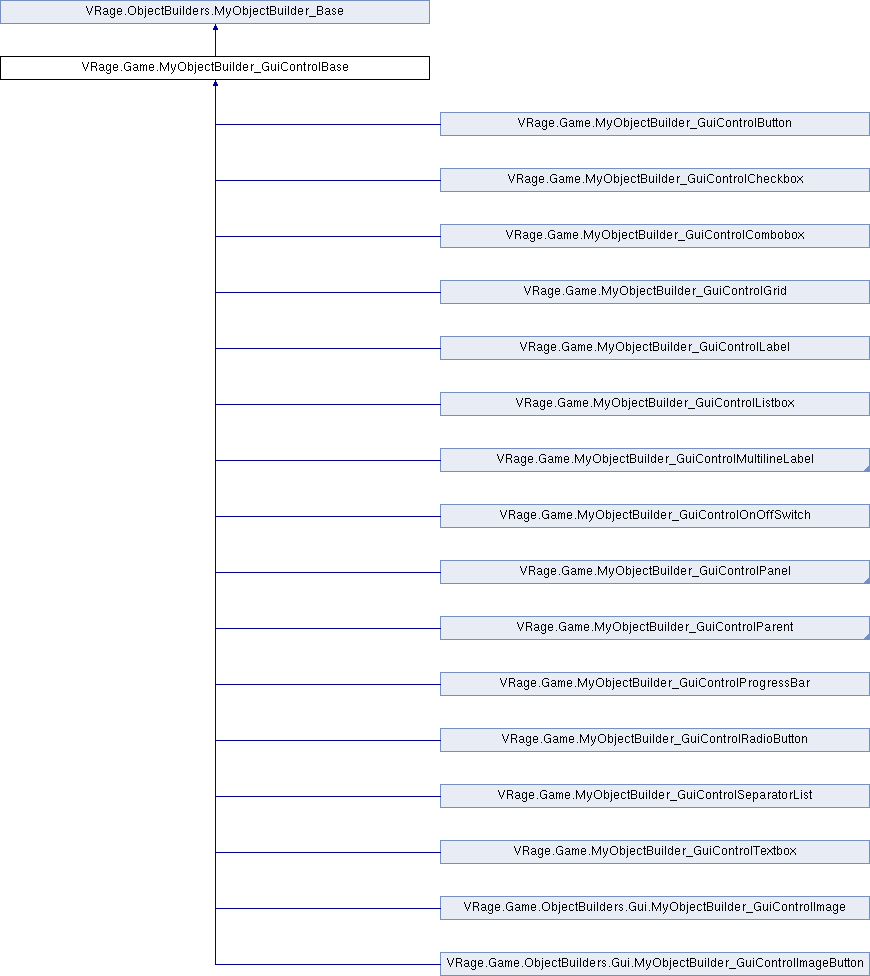 VRage.ObjectBuilders.MyObjectBuilder_Base
VRage.Game.MyObjectBuilder_GuiControlBase
VRage.Game.MyObjectBuilder_GuiControlButton
VRage.Game.MyObjectBuilder_GuiControlCheckbox
VRage.Game.MyObjectBuilder_GuiControlCombobox
VRage.Game.MyObjectBuilder_GuiControlGrid
VRage.Game.MyObjectBuilder_GuiControlLabel
VRage.Game.MyObjectBuilder_GuiControlListbox
VRage.Game.MyObjectBuilder_GuiControlMultilineLabel
VRage.Game.MyObjectBuilder_GuiControlOnOffSwitch
VRage.Game.MyObjectBuilder_GuiControlPanel
VRage.Game.MyObjectBuilder_GuiControlParent
VRage.Game.MyObjectBuilder_GuiControlProgressBar
VRage.Game.MyObjectBuilder_GuiControlRadioButton
VRage.Game.MyObjectBuilder_GuiControlSeparatorList
VRage.Game.MyObjectBuilder_GuiControlTextbox
VRage.Game.ObjectBuilders.Gui.MyObjectBuilder_GuiControlImage
VRage.Game.ObjectBuilders.Gui.MyObjectBuilder_GuiControlImageButton